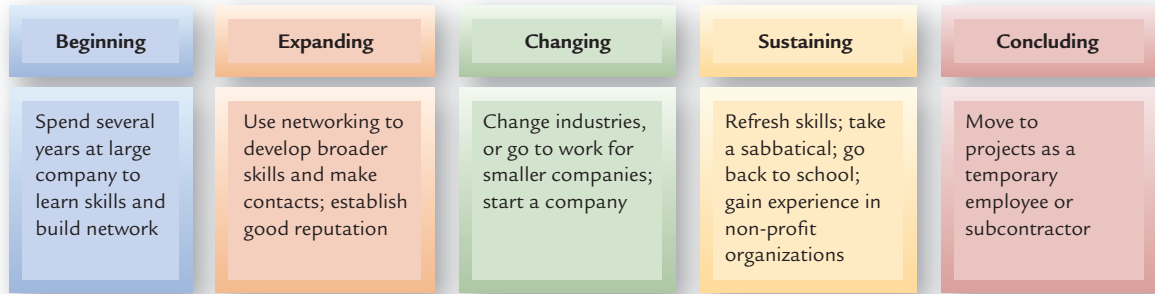 Beginning
Spend several
years at large
company to
learn skills and
build network
Expanding
Use networking to
develop broader
skills and make
contacts; establish
good reputation
Changing
Change industries,
or go to work for
smaller companies;
start a company
Sustaining
Refresh skills; take
a sabbatical; go
back to school;
gain experience in
non-profit
organizations
Concluding
Move to
projects as a
temporary
employee or
subcontractor